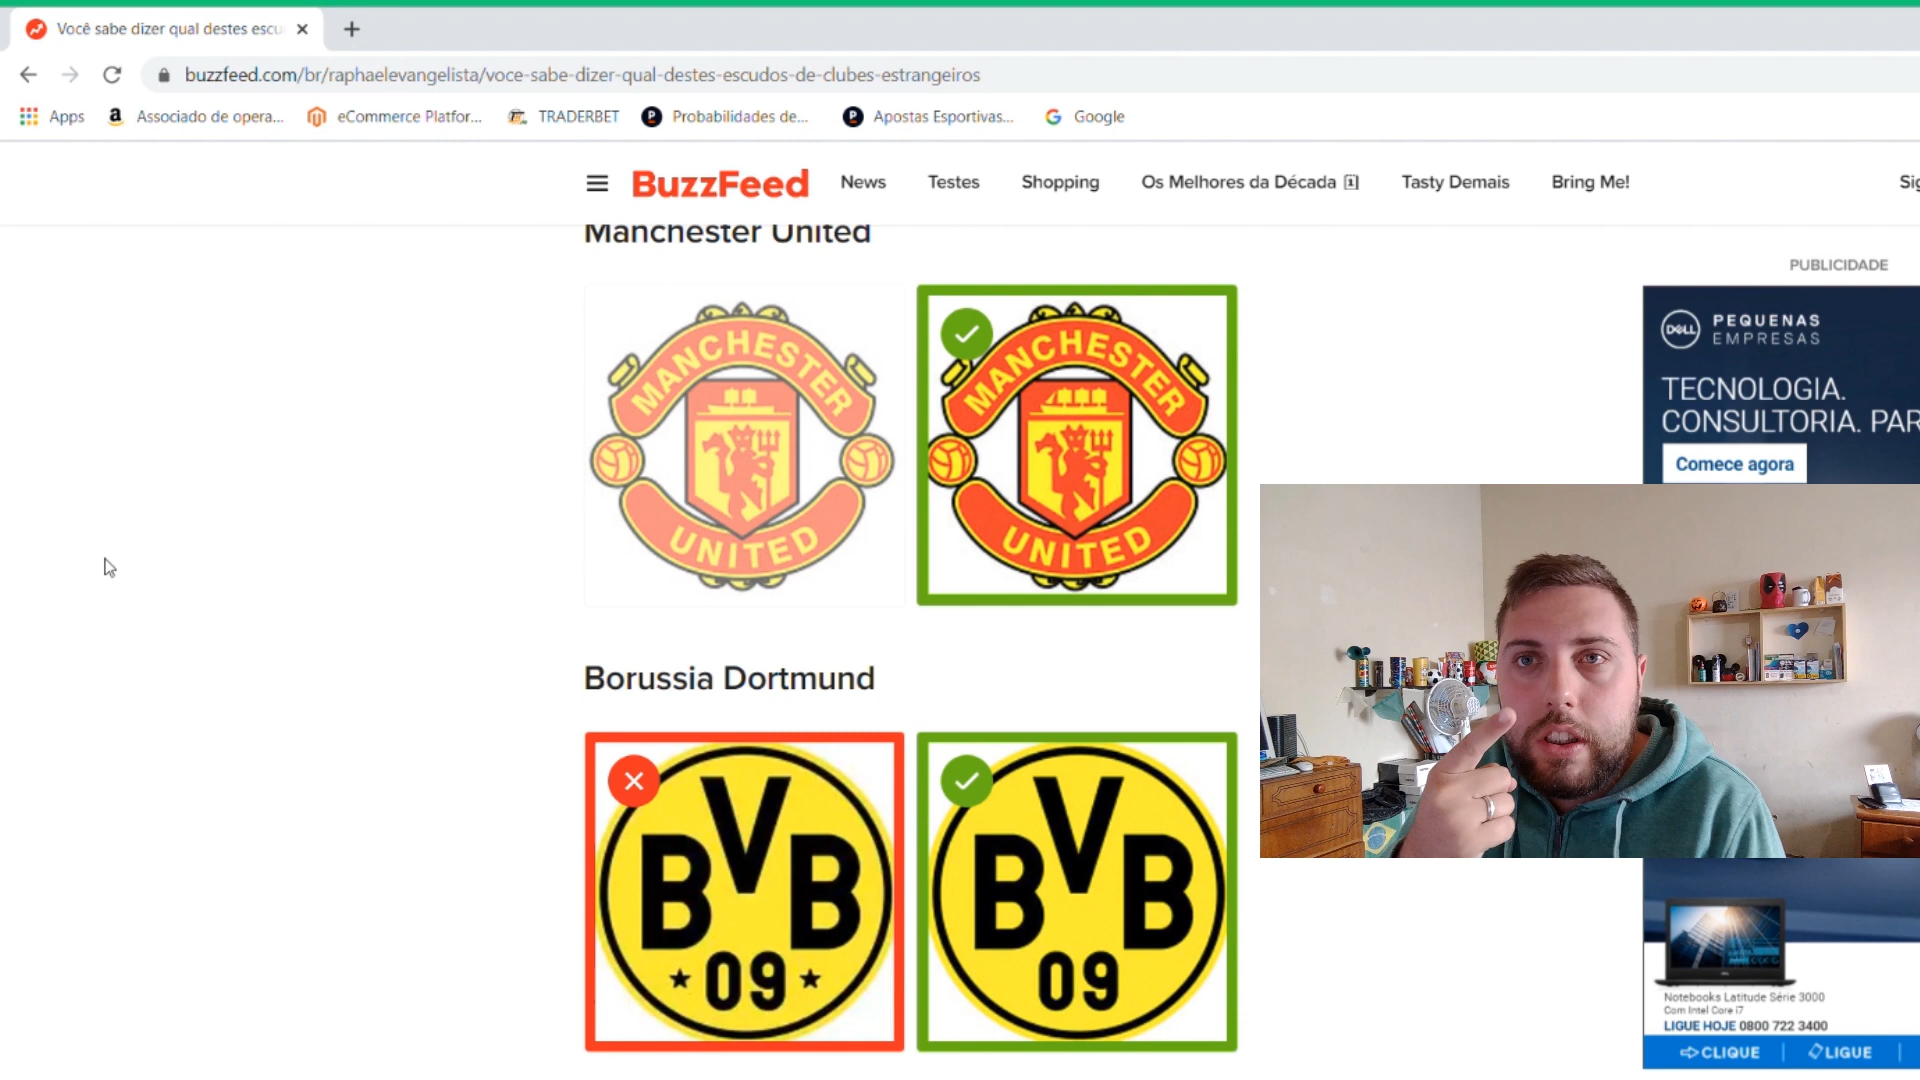 Você sabe dizer qual destes escu
buzzfeed.com/br/raphaelevangelista/voce-sabe-dizer-qual-destes-escudos-de-clubes-estrangeiros
Apps
a
Associado de opera...
eCommerce Platfor...
TRADERBET
P
Probabilidades de...
P
Apostas Esportivas...
G
Google
BuzzFeed
News
Testes
Shopping
Os Melhores da Década
1
Tasty Demais
Bring Me!
Sig
Manchester United
MANCHESTER
UNITED
MANCHESTER
UNITED
PUBLICIDADE
DELL
PEQUENAS
EMPRESAS
TECNOLOGIA.
CONSULTORIA. PAR
Comece agora
Borussia Dortmund
BVB
09
BVB
09
Notebooks Latitude Série 3000
Com Intel Core i7
LIGUE HOJE 0800 722 3400
CLIQUE
LIGUE